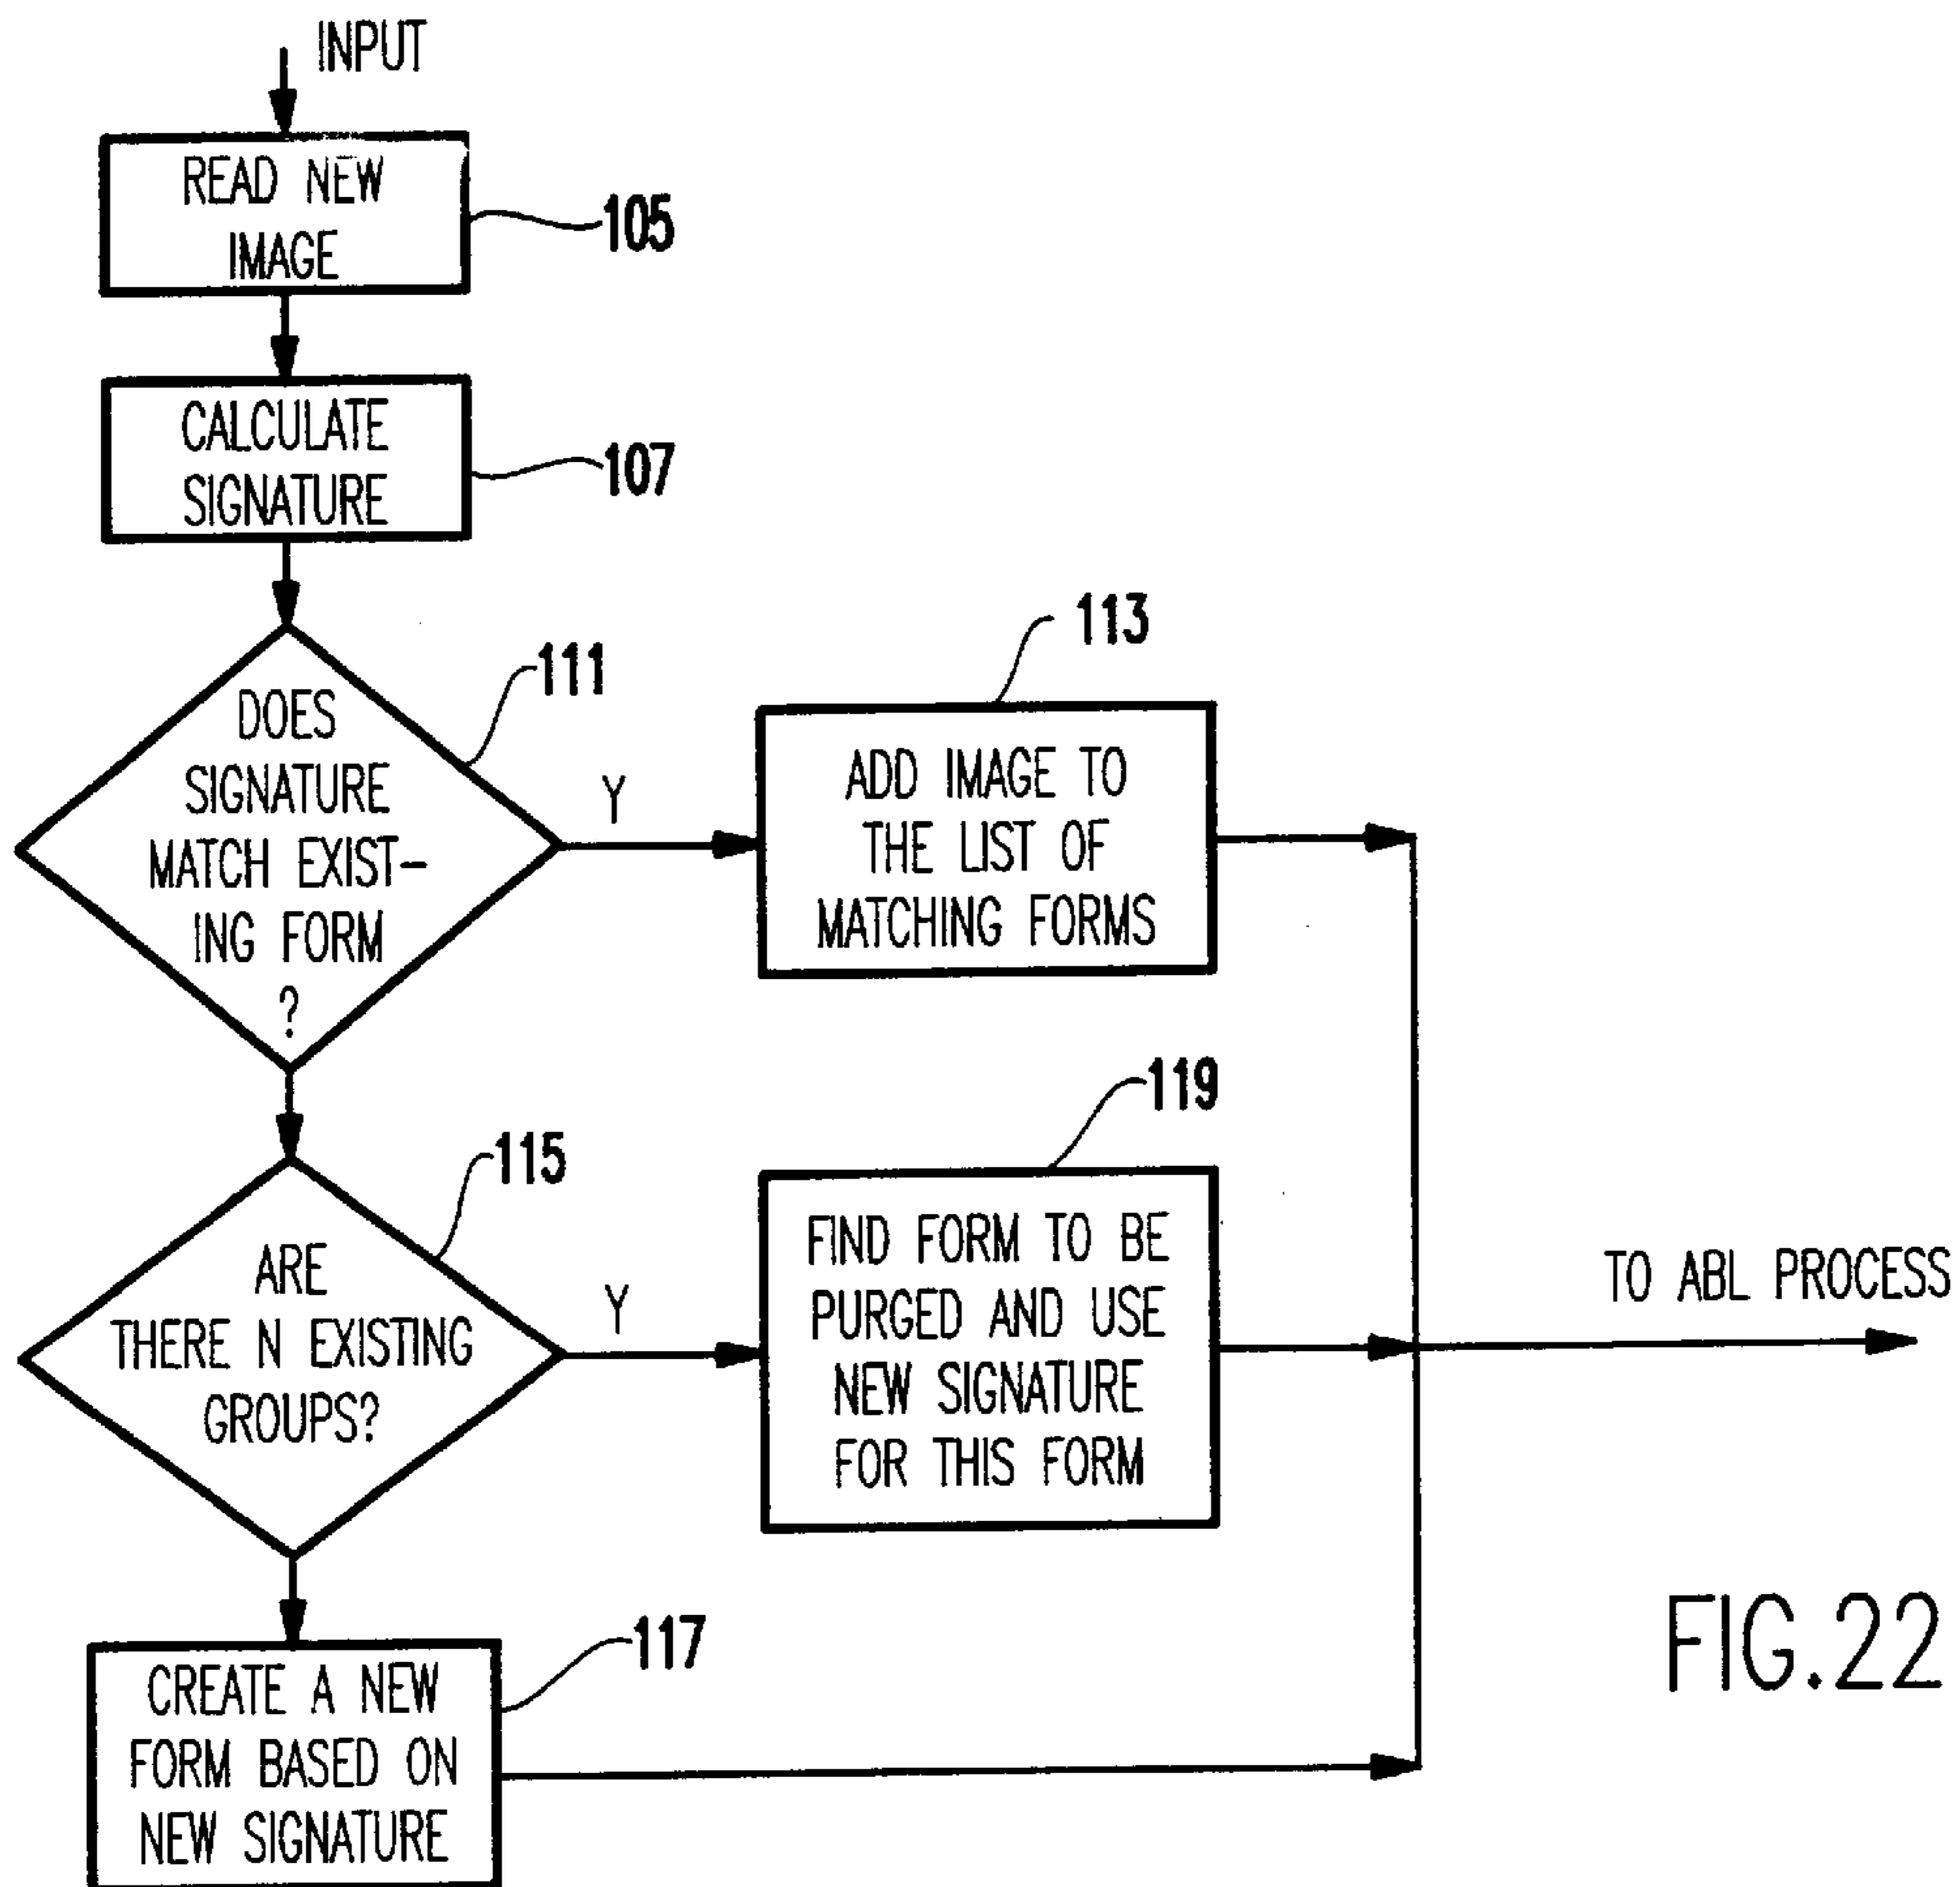 INPUT
READ NEW
IMAGE
105
CALCULATE
SIGNATURE
107
DOES
SIGNATURE
MATCH EXIST-
ING FORM
?
111
Y
113
ADD IMAGE TO
THE LIST OF
MATCHING FORMS
ARE
THERE N EXISTING
GROUPS?
115
Y
119
FIND FORM TO BE
PURGED AND USE
NEW SIGNATURE
FOR THIS FORM
TO ABL PROCESS
CREATE A NEW
FORM BASED ON
NEW SIGNATURE
117
FIG.22